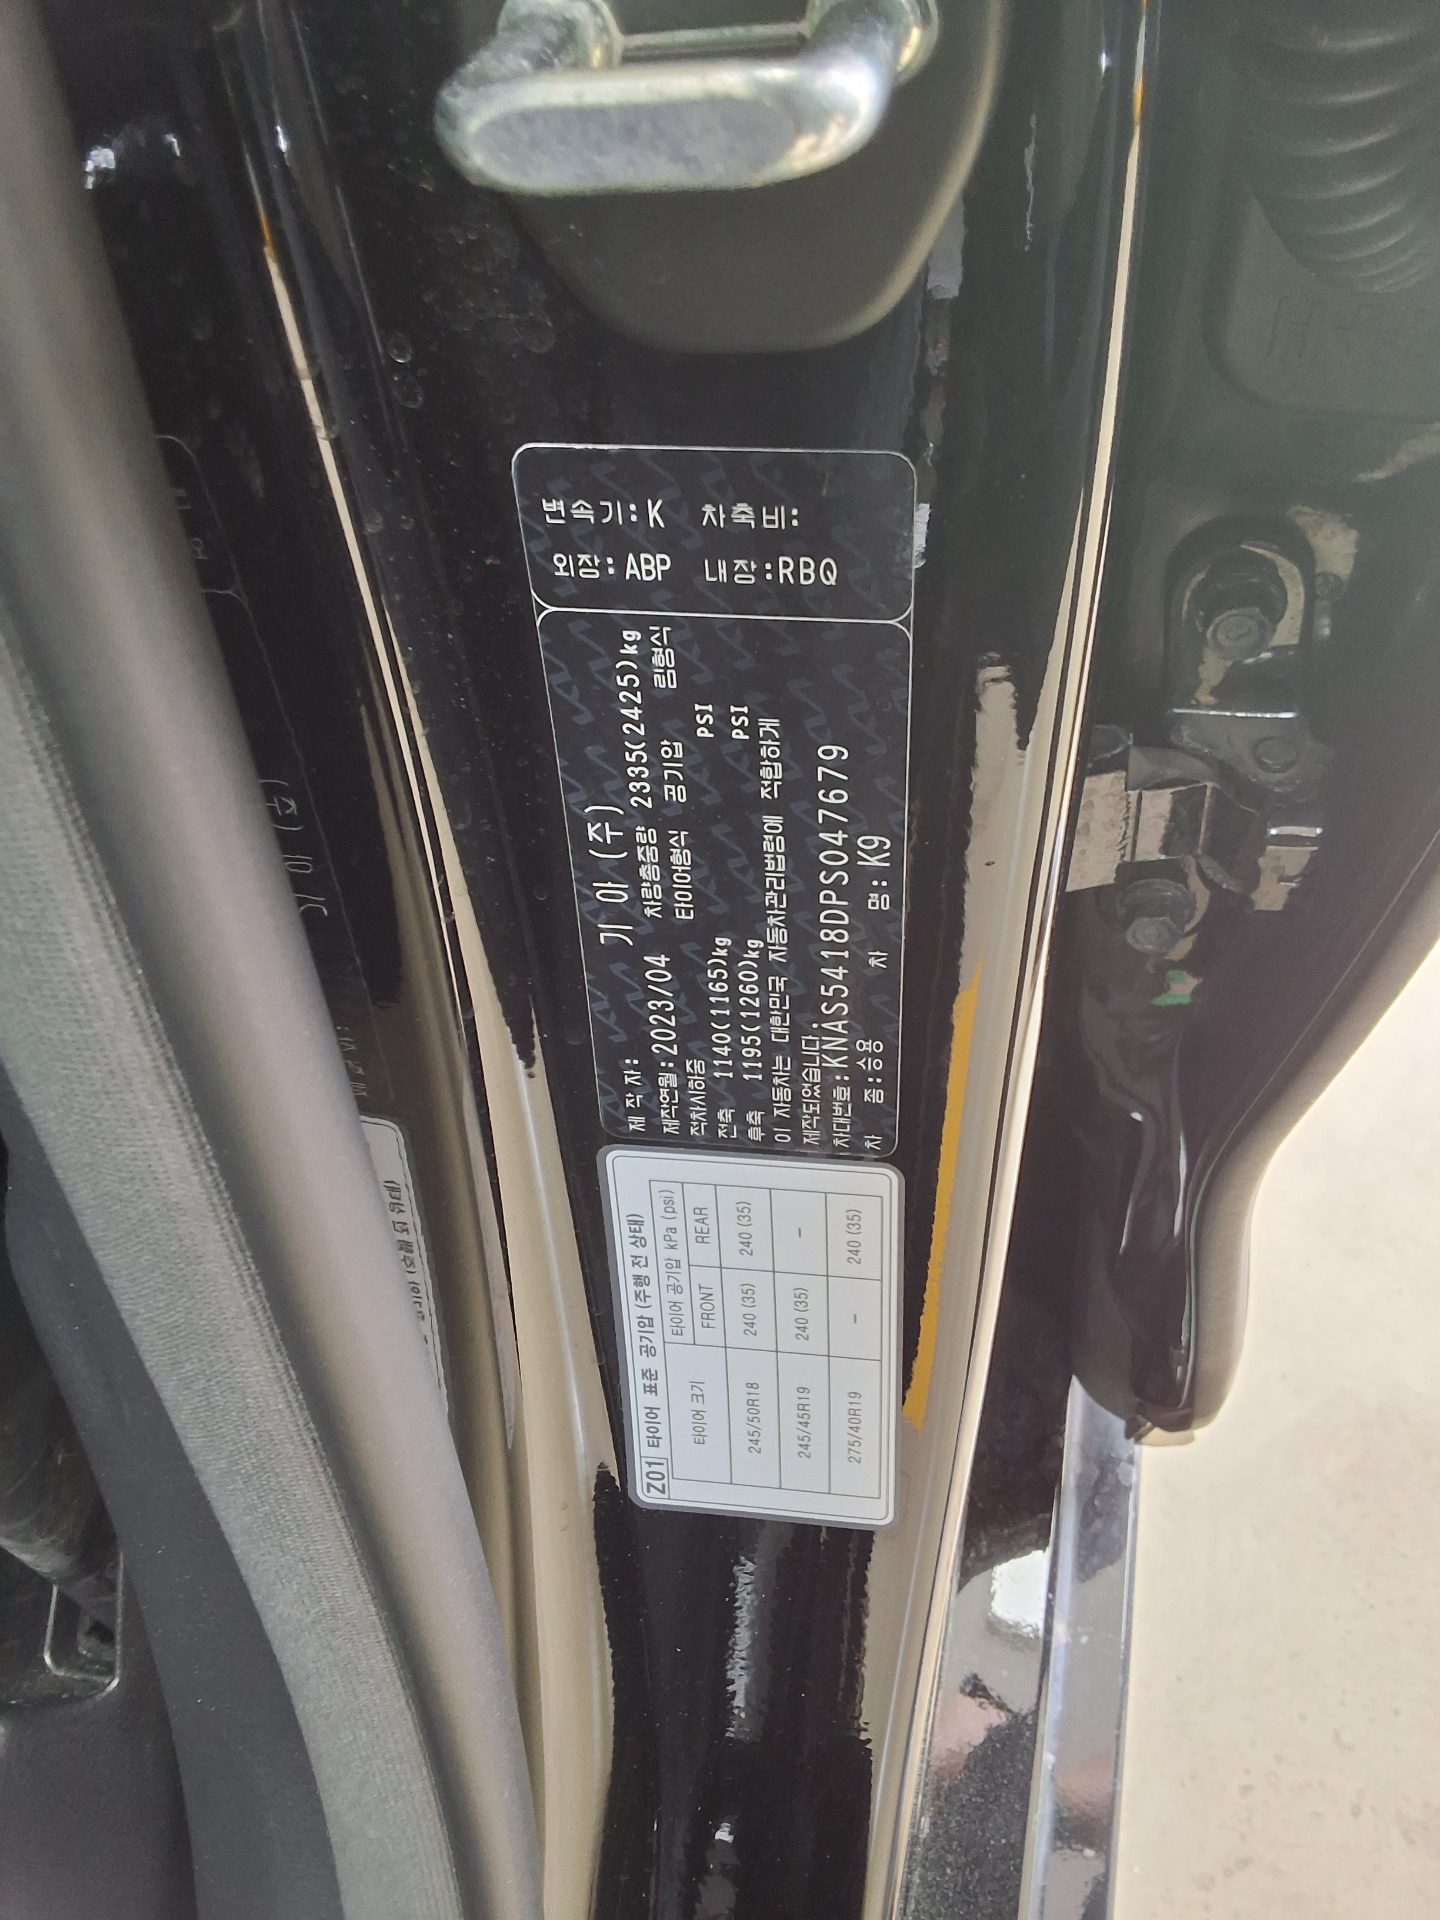 변속기:K 차축비:
외장:ABP 내장:RBQ
제 작 자: 기 아 (주)
제작연월:2023/04 차량총중량 2335(2425)kg
적차시하중 타이어형식 공기압 림형식
전축 1140(1165)kg PSI
후축 1195(1260)kg PSI
이 자동차는 대한민국 자동차관리법령에 적합하게
제작되었습니다.
차대번호:KNAS5418DPS047679
차 종:승용 차 명:K9
Z01 타이어 표준 공기압 (주행 전 상태)
타이어 크기 타이어 공기압 kPa (psi)
FRONT REAR
245/50R18 240 (35) 240 (35)
245/45R19 240 (35) -
275/40R19 - 240 (35)